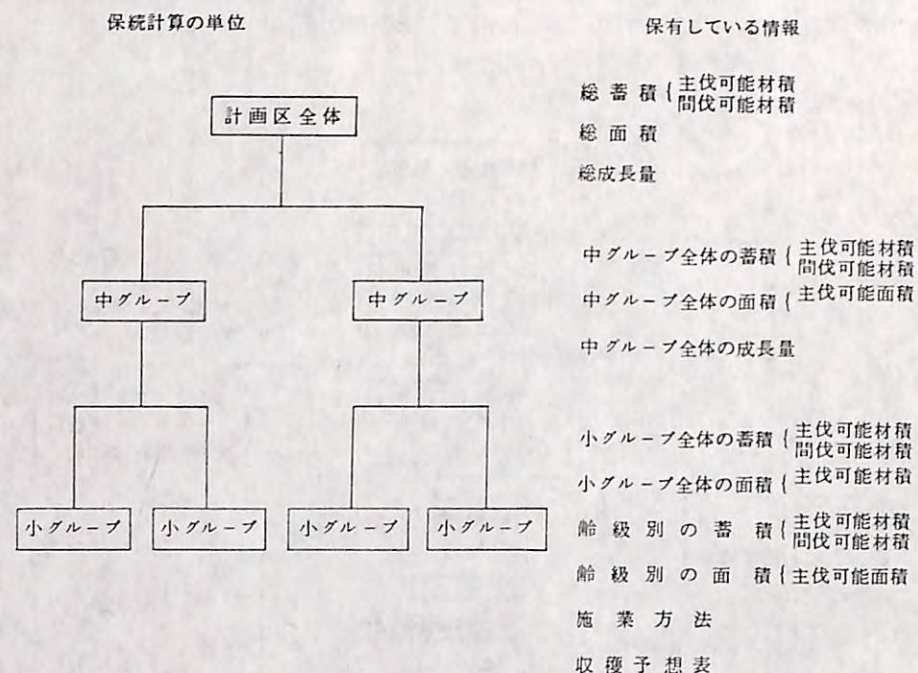 保続計算の単位
保有している情報
計画区全体
中グループ
中グループ
小グループ
小グループ
小グループ
小グループ
総蓄積{主伐可能材積
間伐可能材積
総面積
総成長量
中グループ全体の蓄積{主伐可能材積
間伐可能材積
中グループ全体の面積{主伐可能面積
中グループ全体の成長量
小グループ全体の蓄積{主伐可能材積
間伐可能材積
小グループ全体の面積{主伐可能材積
齢級別の蓄積{主伐可能材積
間伐可能材積
齢級別の面積{主伐可能面積
施業方法
収穫予想表